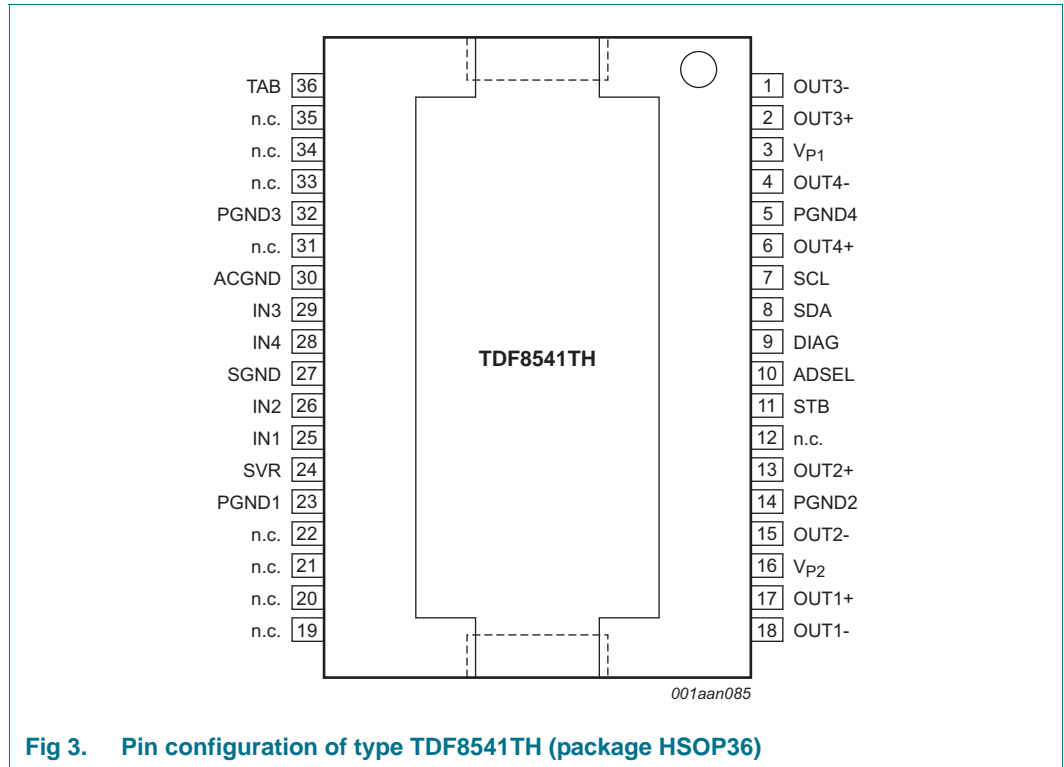 TAB 36 1 OUT3-
n.c. 35 2 OUT3+
n.c. 34 3 VP1
n.c. 33 4 OUT4-
PGND3 32 5 PGND4
n.c. 31 6 OUT4+
ACGND 30 7 SCL
IN3 29 8 SDA
IN4 28 9 DIAG
TDF8541TH
SGND 27 10 ADSEL
IN2 26 11 STB
IN1 25 12 n.c.
SVR 24 13 OUT2+
PGND1 23 14 PGND2
n.c. 22 15 OUT2-
n.c. 21 16 VP2
n.c. 20 17 OUT1+
n.c. 19 18 OUT1-
001aan085
Fig 3. Pin configuration of type TDF8541TH (package HSOP36)